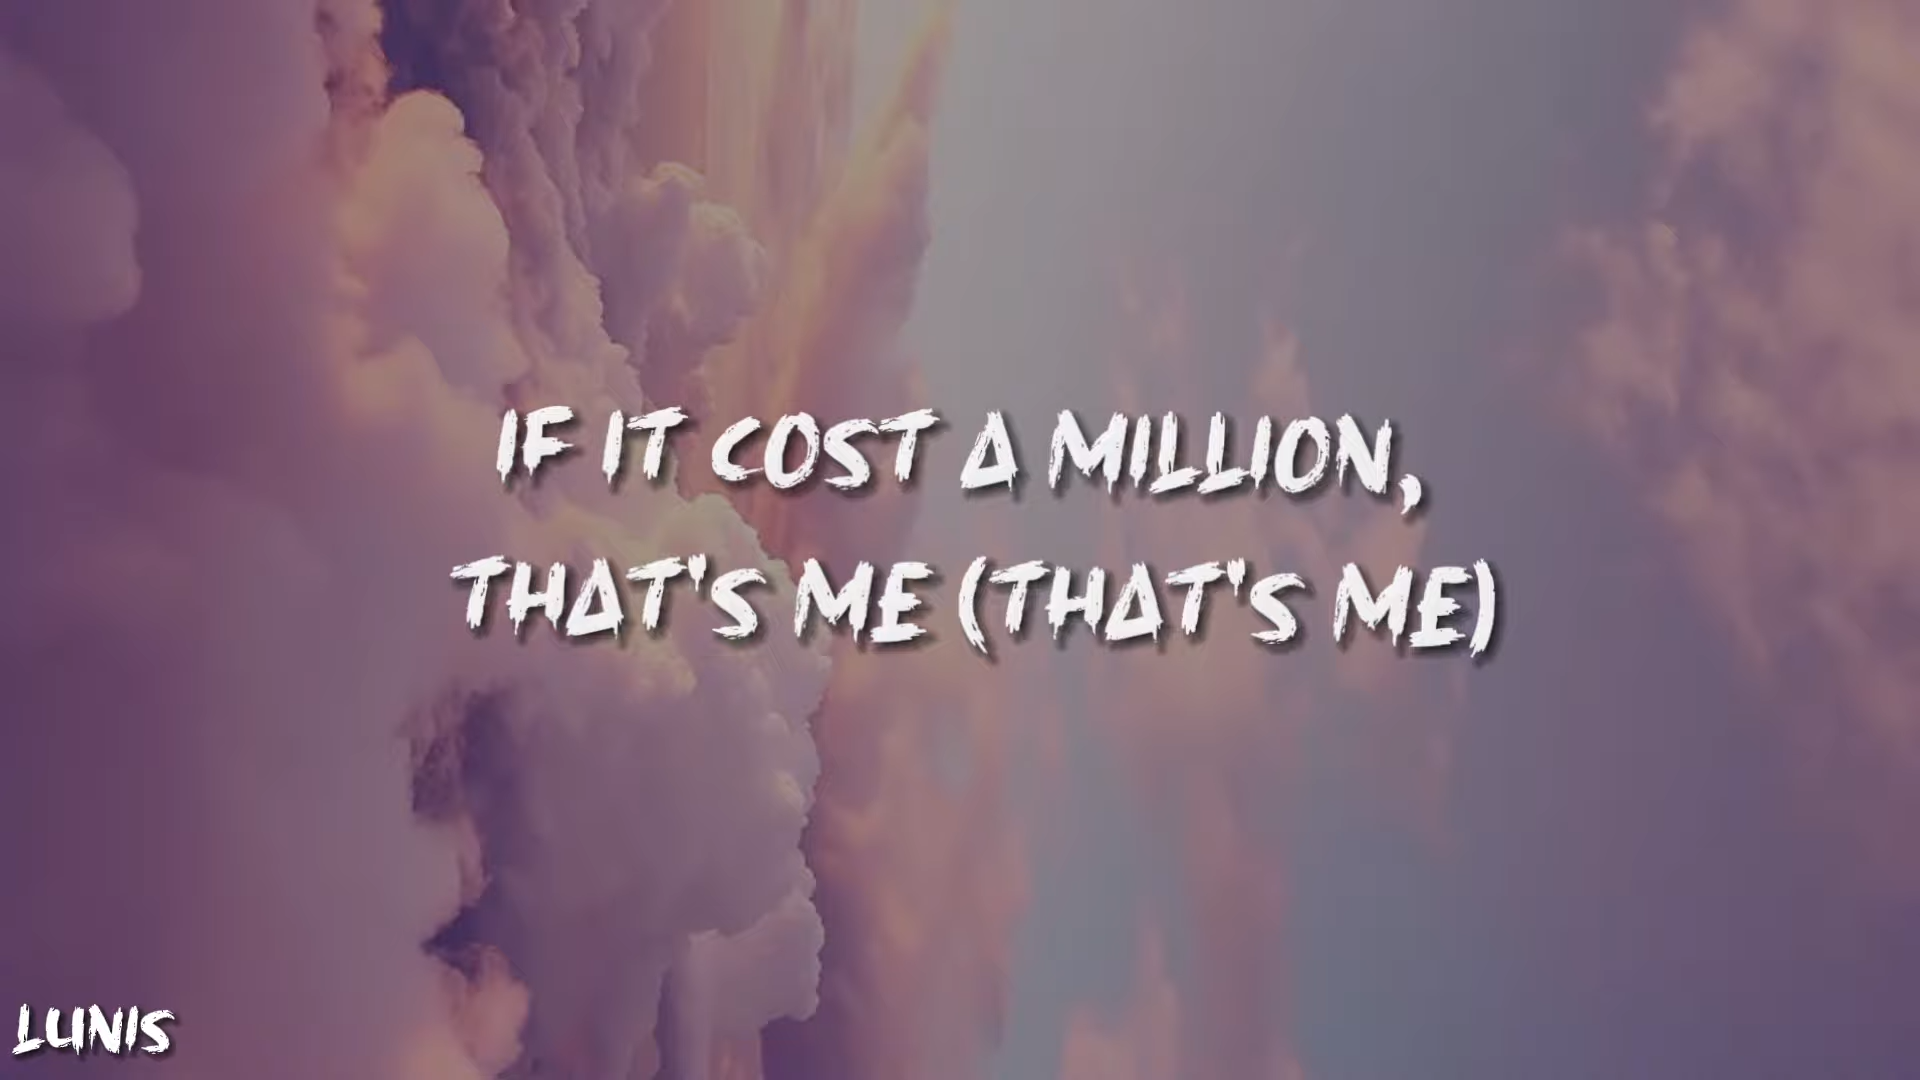 IF IT COST A MILLION,
THAT'S ME (THAT'S ME)
LUNIS